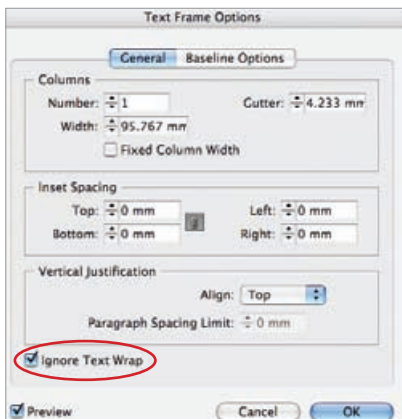 Text Frame Options
General Baseline Options
Columns
Number: 1 Gutter: 4.233 mm
Width: 95.767 mm
Fixed Column Width
Inset Spacing
Top: 0 mm Left: 0 mm
Bottom: 0 mm Right: 0 mm
Vertical Justification
Align: Top
Paragraph Spacing Limit: 0 mm
Ignore Text Wrap
Preview Cancel OK